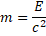 m = E/c²